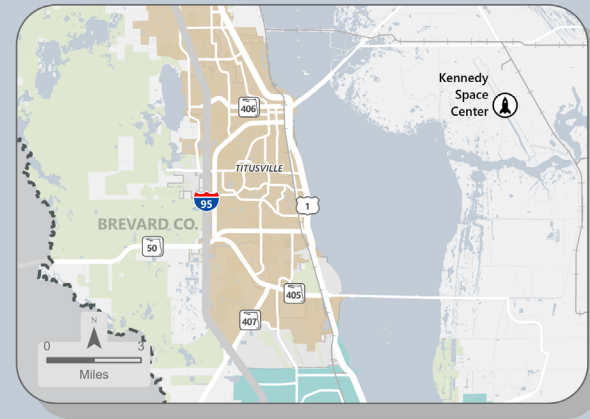 Kennedy
Space
Center
406
TITUSVILLE
95
1
BREVARD CO.
50
405
407
N
0 3
Miles